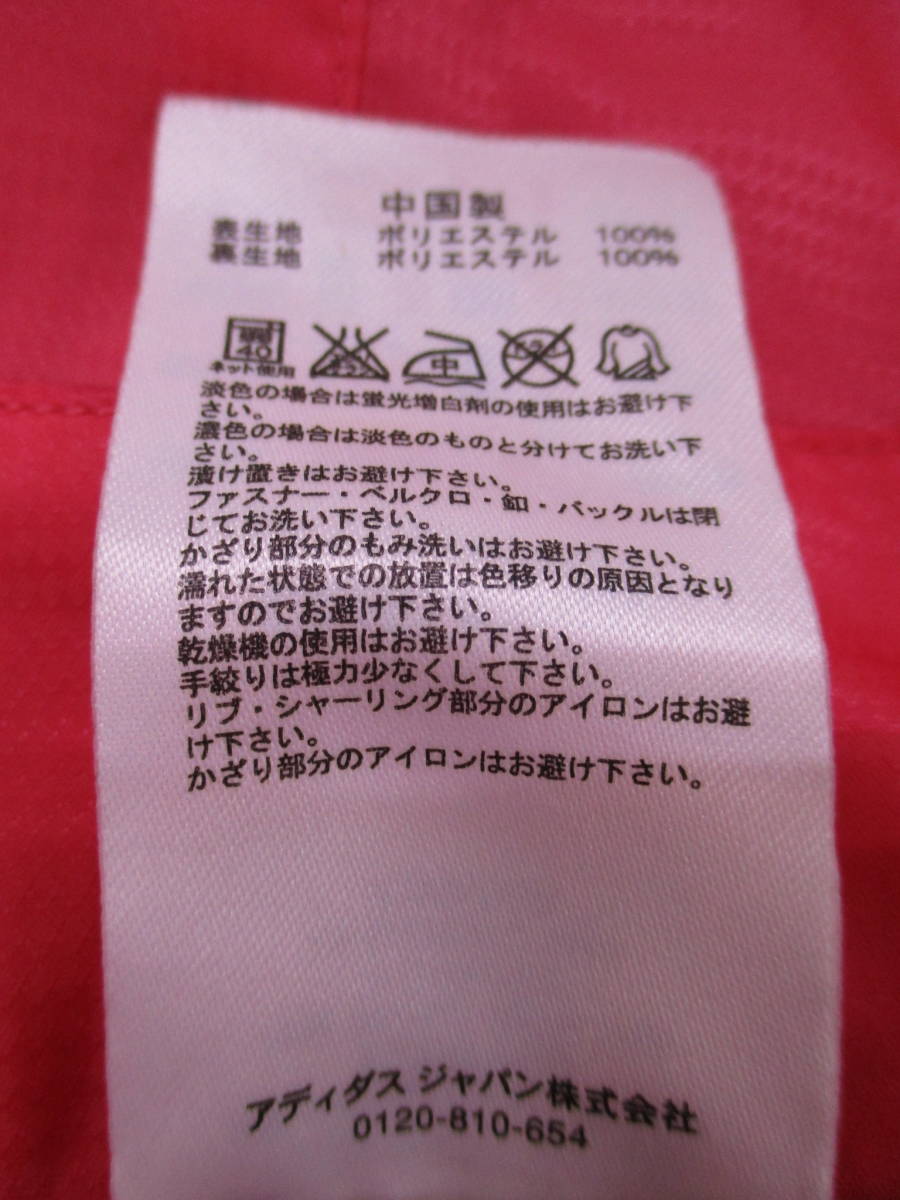 中国製
表生地 ポリエステル 100%
裏生地 ポリエステル 100%
40 中
ネット使用
淡色の場合は蛍光増白剤の使用はお避け下
さい。
濃色の場合は淡色のものと分けてお洗い下
さい。
漬け置きはお避け下さい。
ファスナー・ベルクロ・釦・バックルは閉
じてお洗い下さい。
かざり部分のもみ洗いはお避け下さい。
濡れた状態での放置は色移りの原因となり
ますのでお避け下さい。
乾燥機の使用はお避け下さい。
手絞りは極力少なくして下さい。
リブ・シャーリング部分のアイロンはお避
け下さい。
かざり部分のアイロンはお避け下さい。
アディダス ジャパン株式会社
0120-810-654